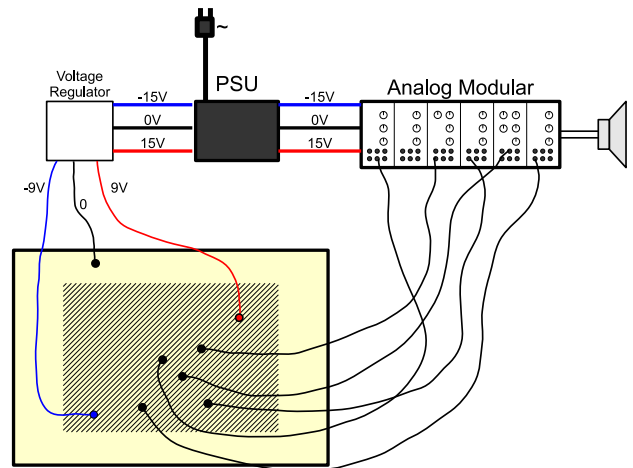 ~
Voltage
Regulator
PSU
Analog Modular
-15V
-15V
0V
0V
15V
15V
-9V
0
9V